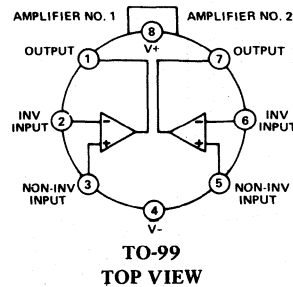 AMPLIFIER NO. 1
AMPLIFIER NO. 2
8
V+
OUTPUT
1
7
OUTPUT
INV
INPUT
2
-
+
-
+
6
INV
INPUT
NON-INV
INPUT
3
5
NON-INV
INPUT
4
V-
TO-99
TOP VIEW